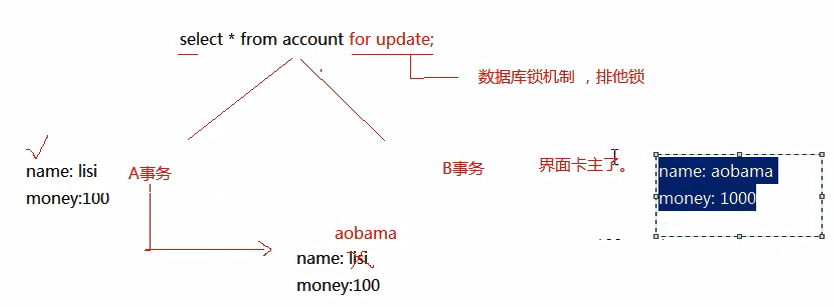 select * from account for update;
数据库锁机制 ，排他锁
name: lisi
money:100
A事务
B事务
界面卡主了。
name: aobama
money: 1000
aobama
name: lisi
money:100